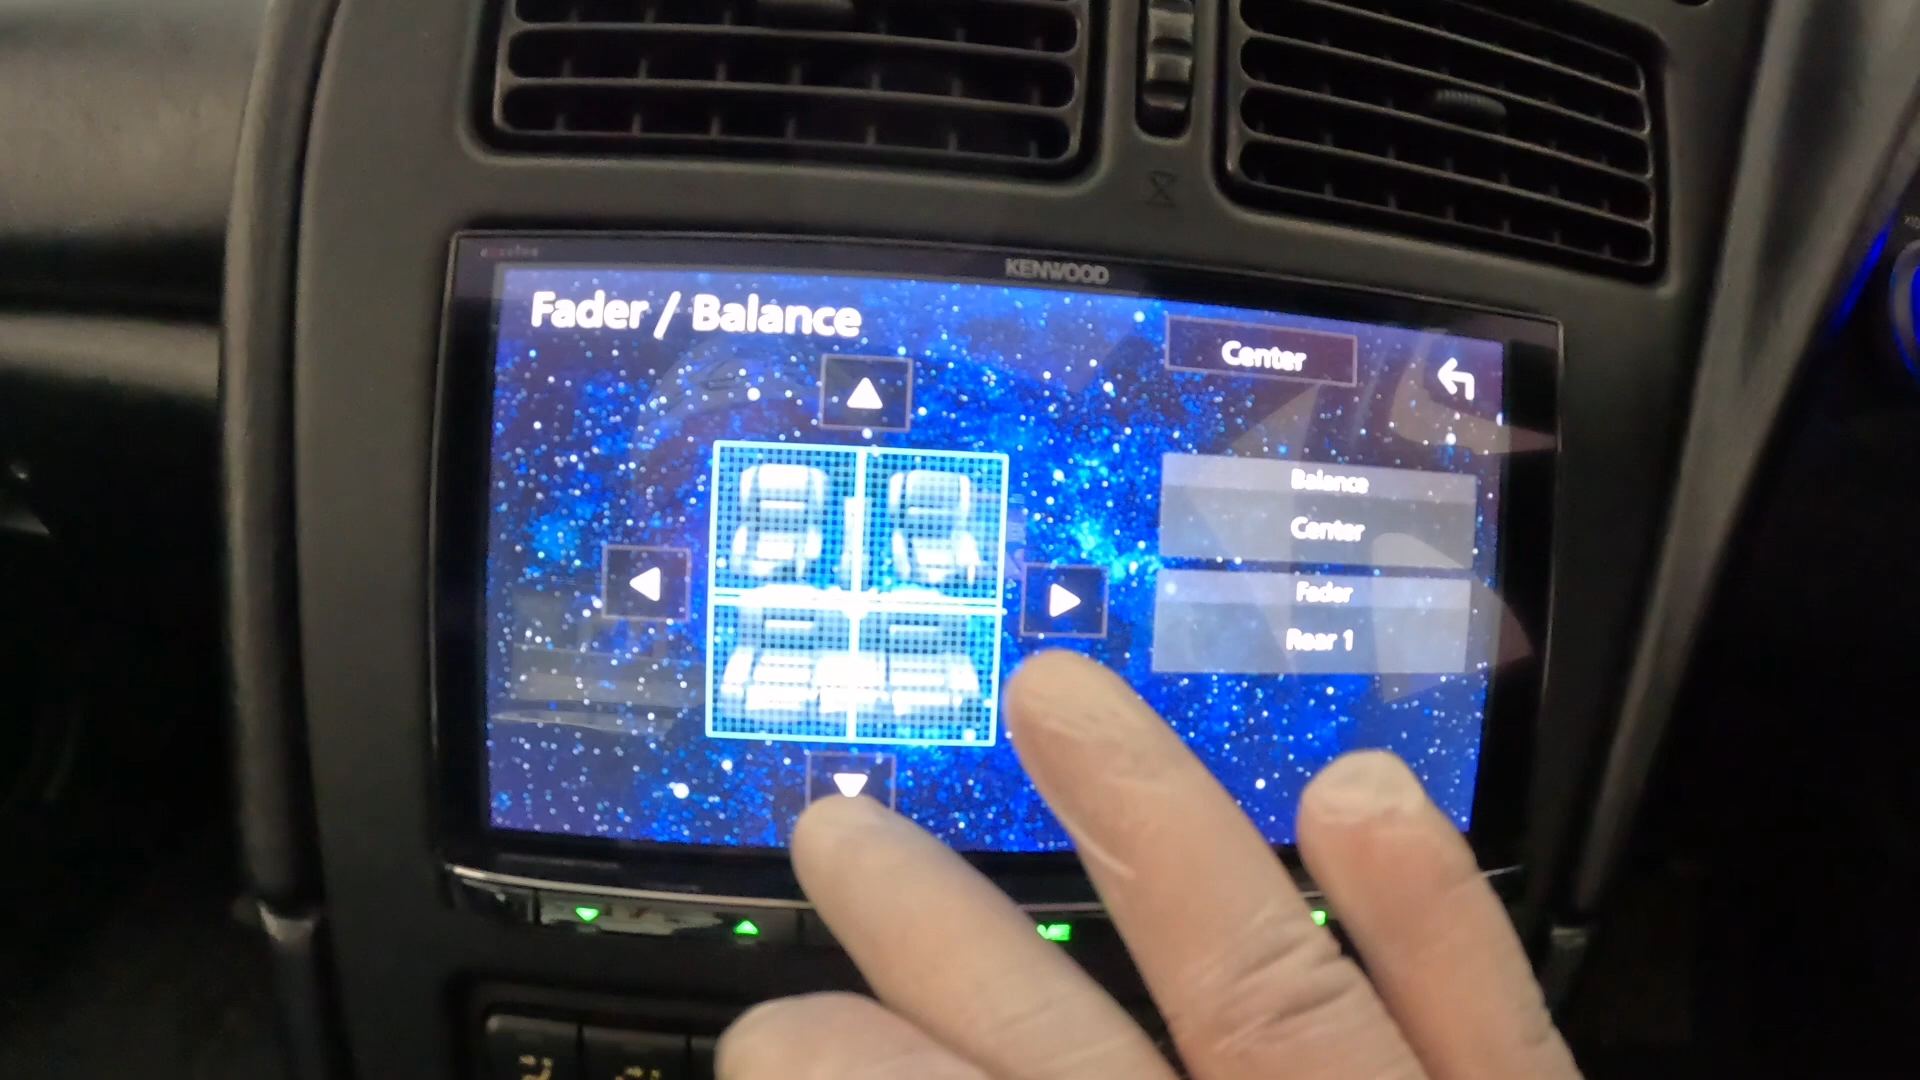 KENWOOD
Fader / Balance
Center
Balance
Center
Fader
Rear 1